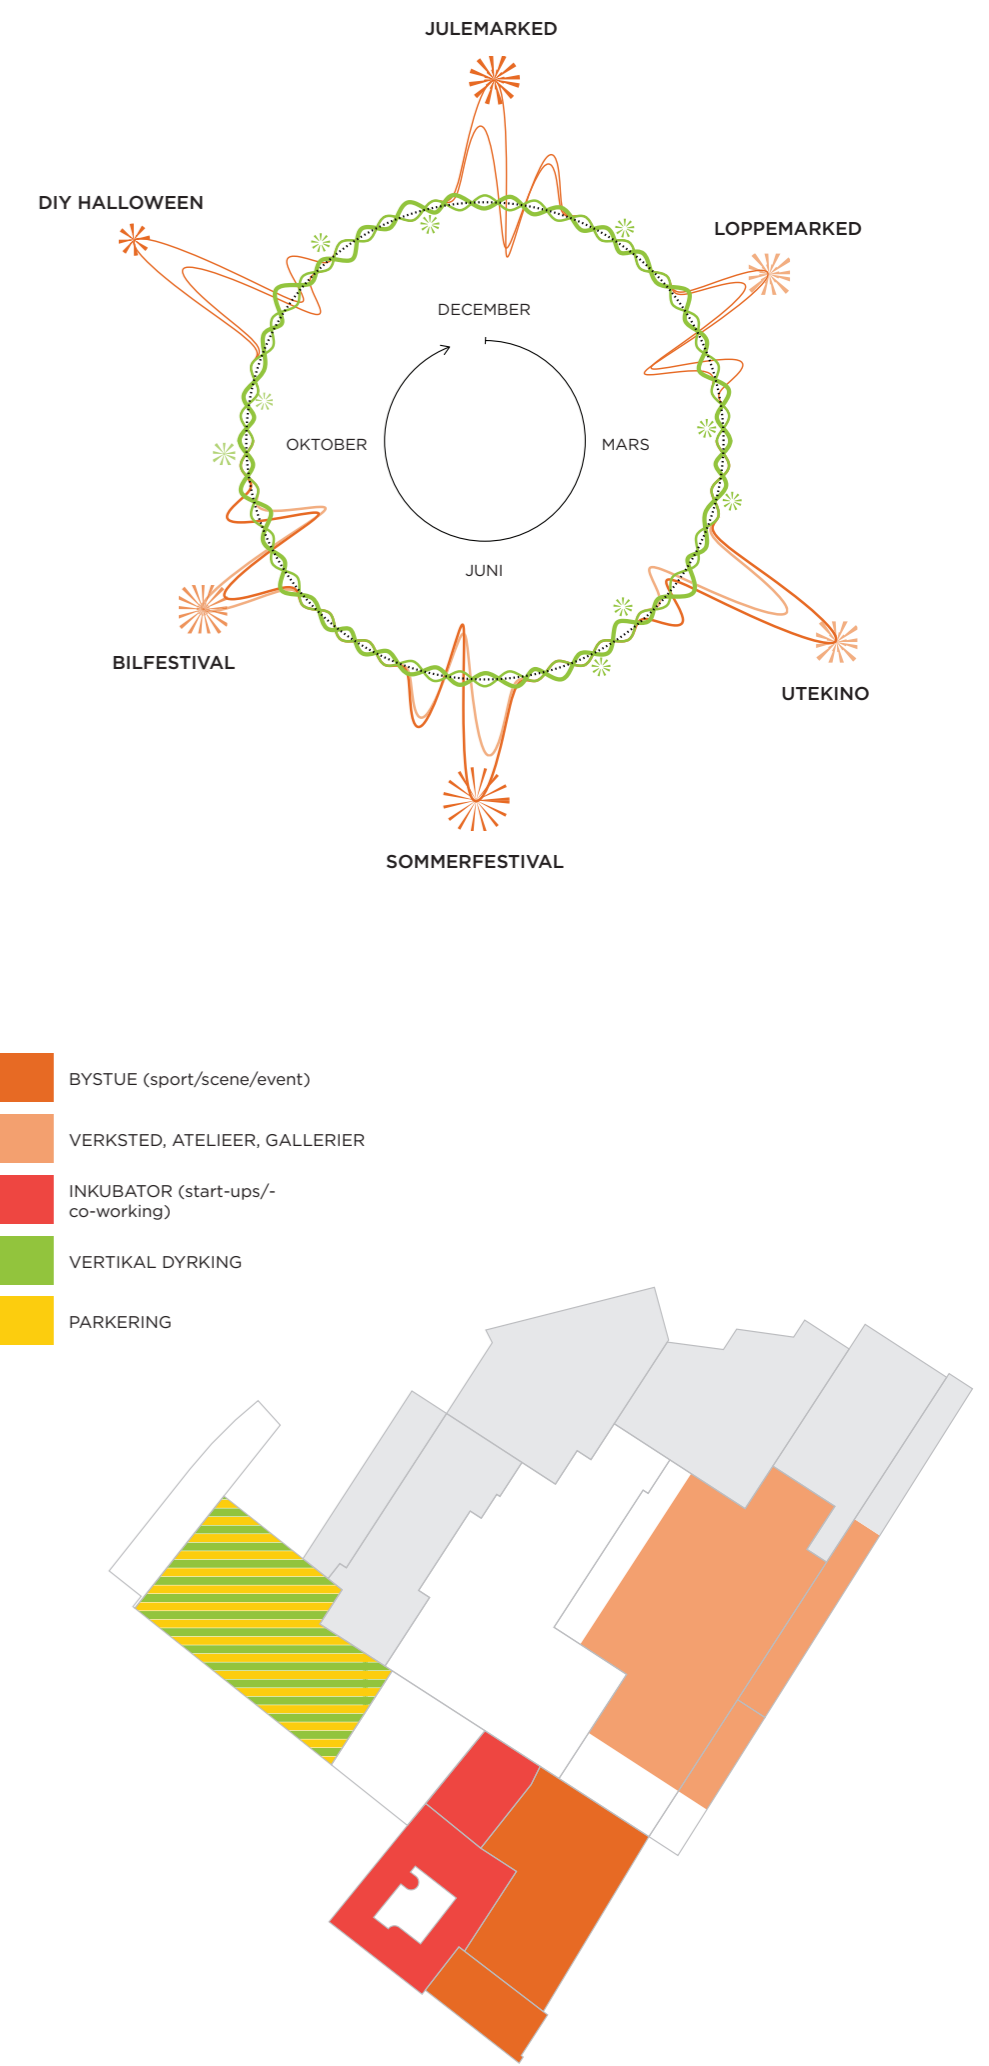 JULEMARKED
DIY HALLOWEEN
LOPPEMARKED
DECEMBER
OKTOBER
MARS
JUNI
BILFESTIVAL
UTEKINO
SOMMERFESTIVAL
BYSTUE (sport/scene/event)
VERKSTED, ATELIEER, GALLERIER
INKUBATOR (start-ups/-
co-working)
VERTIKAL DYRKING
PARKERING